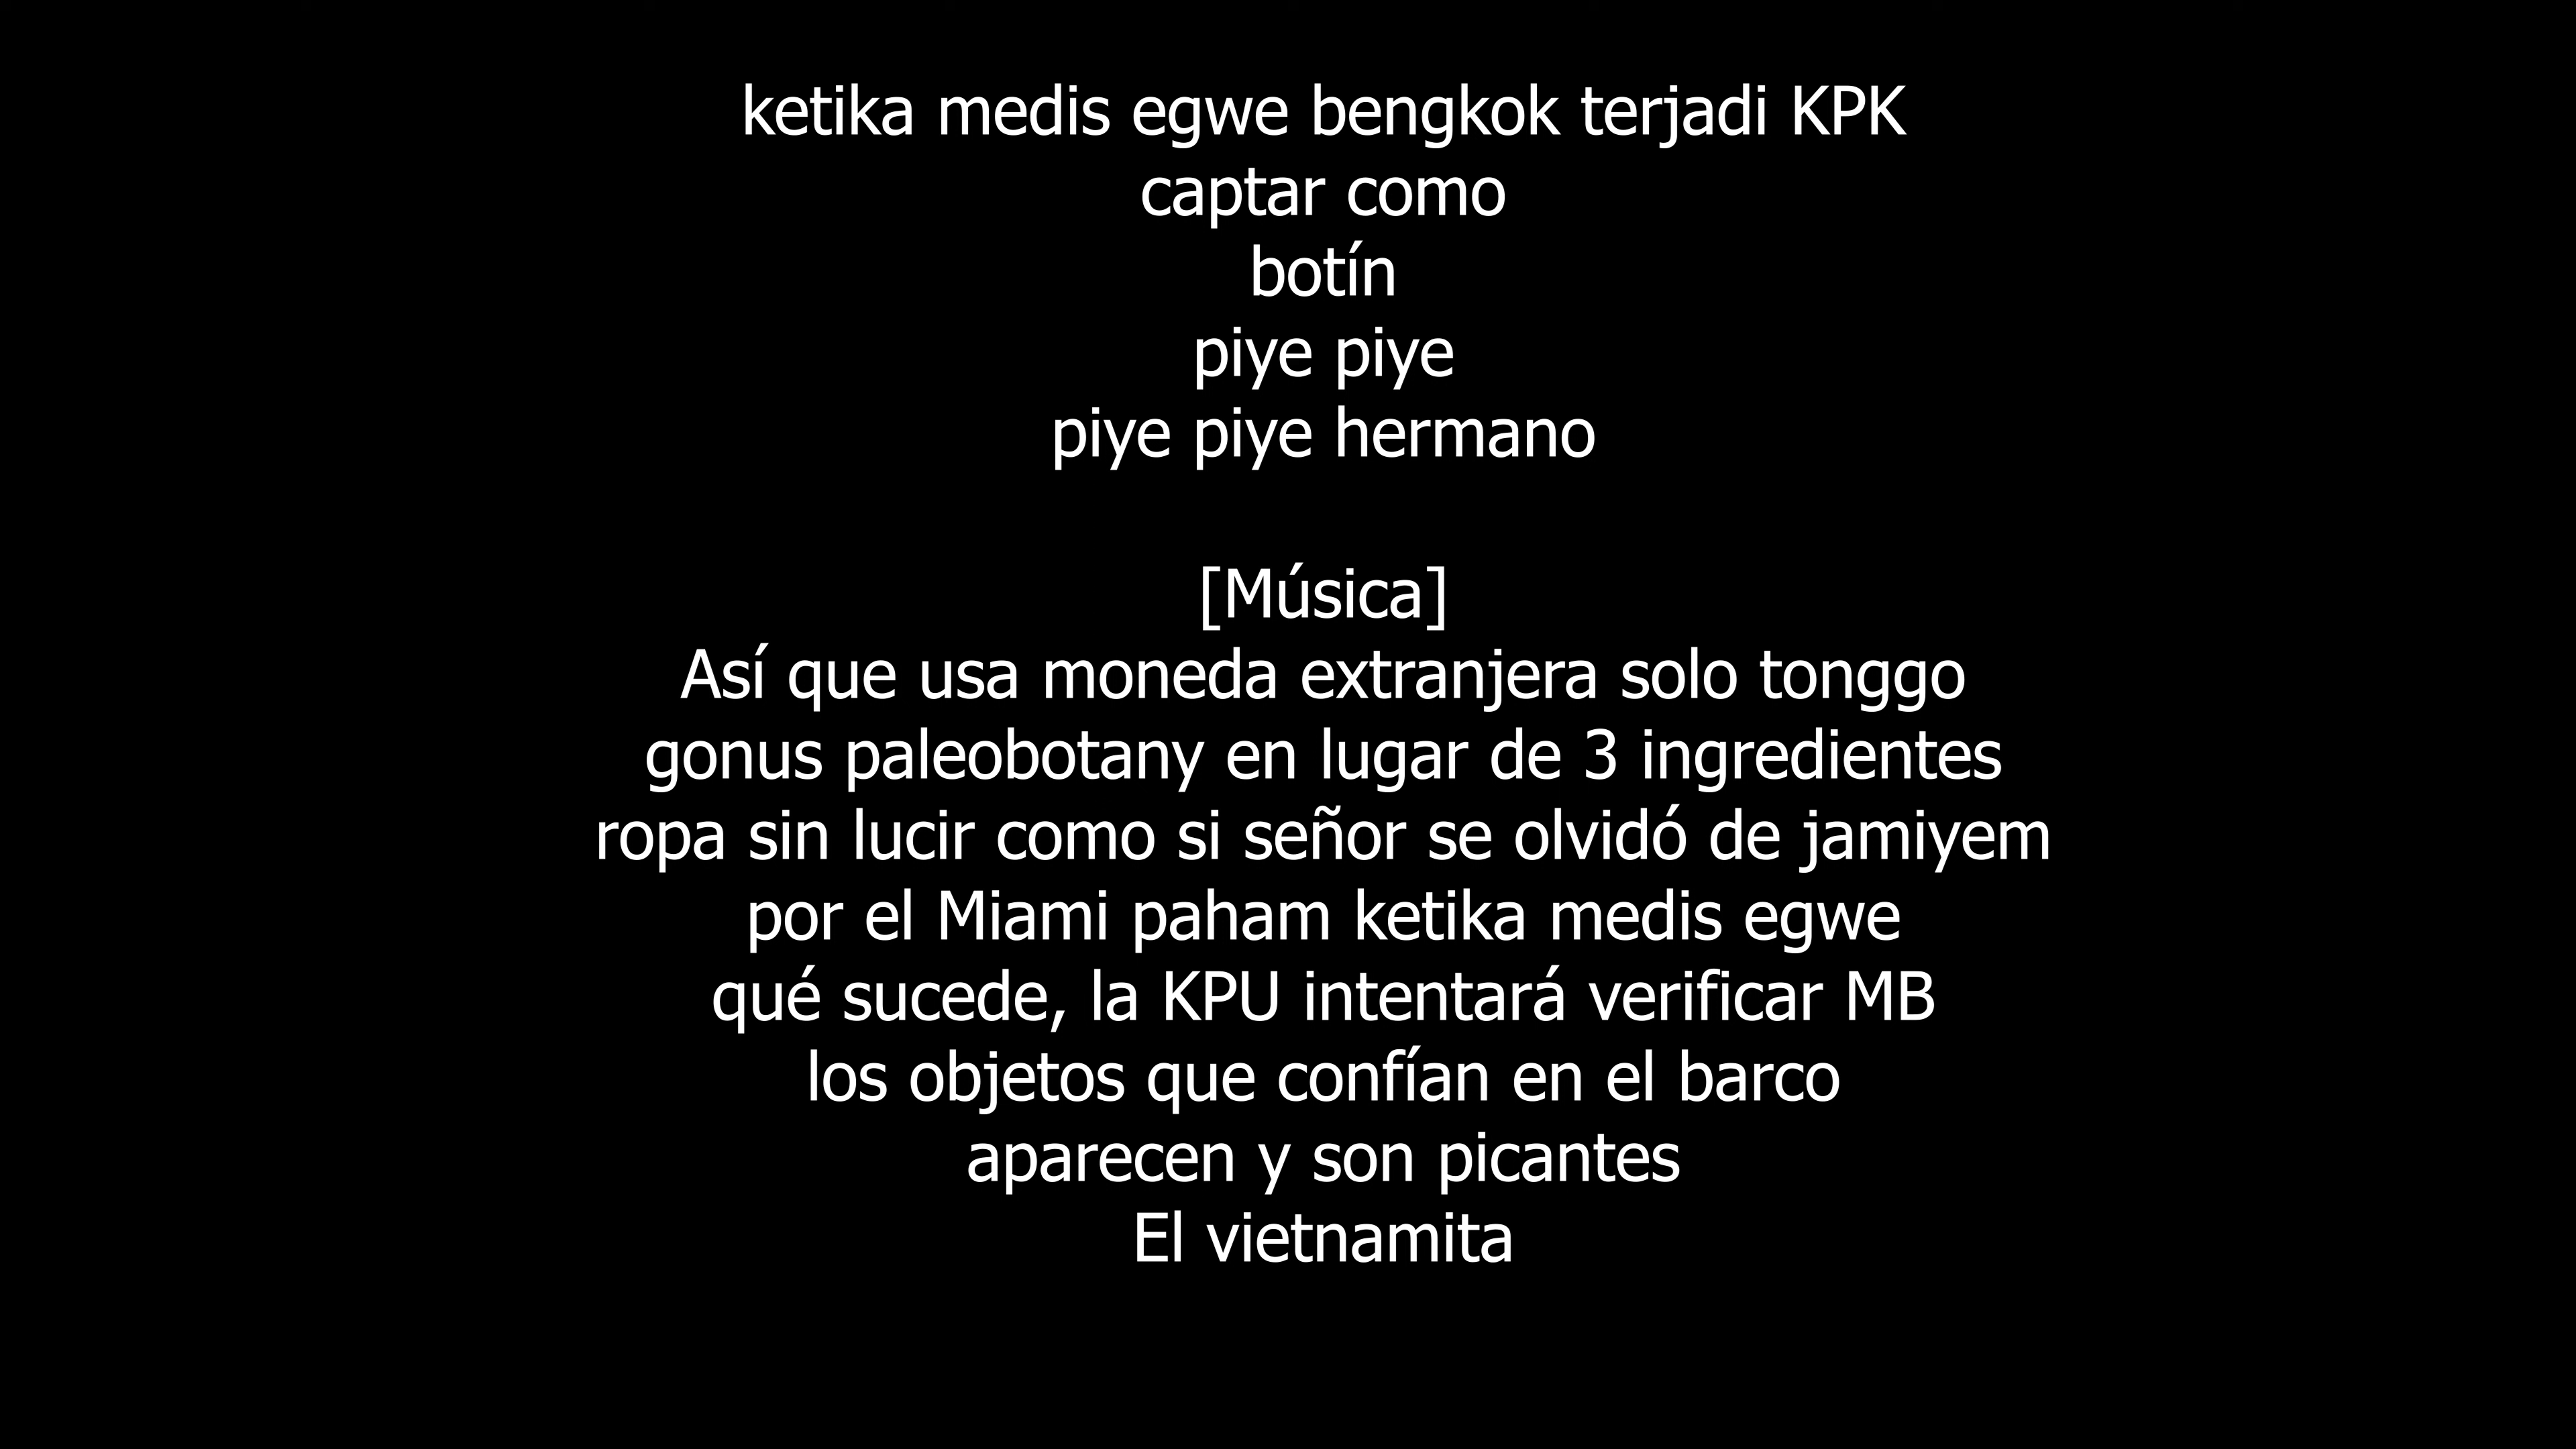 ketika medis egwe bengkok terjadi KPK
captar como
botín
piye piye
piye piye hermano
[Música]
Así que usa moneda extranjera solo tonggo
gonus paleobotany en lugar de 3 ingredientes
ropa sin lucir como si señor se olvidó de jamiyem
por el Miami paham ketika medis egwe
qué sucede, la KPU intentará verificar MB
los objetos que confían en el barco
aparecen y son picantes
El vietnamita